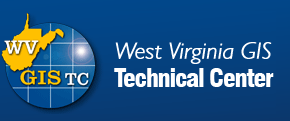 WV
GIS TC
West Virginia GIS
Technical Center